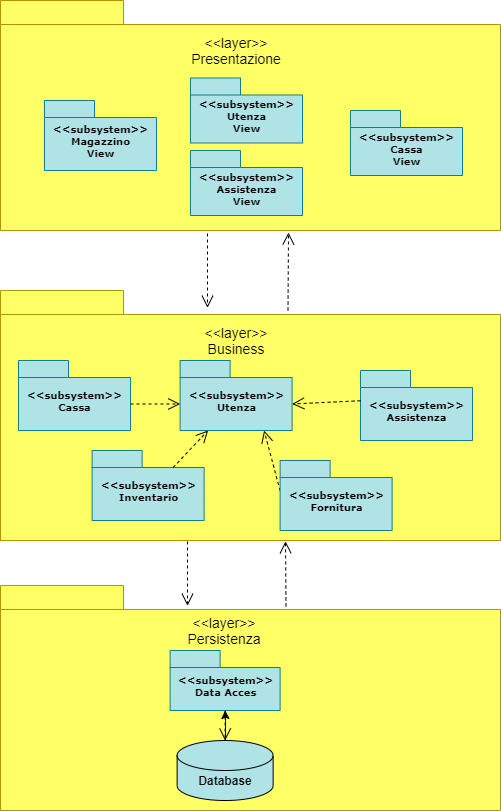 <<layer>>
Presentazione
<<subsystem>>
Magazzino
View
<<subsystem>>
Utenza
View
<<subsystem>>
Assistenza
View
<<subsystem>>
Cassa
View
<<layer>>
Business
<<subsystem>>
Cassa
<<subsystem>>
Utenza
<<subsystem>>
Assistenza
<<subsystem>>
Inventario
<<subsystem>>
Fornitura
<<layer>>
Persistenza
<<subsystem>>
Data Acces
Database